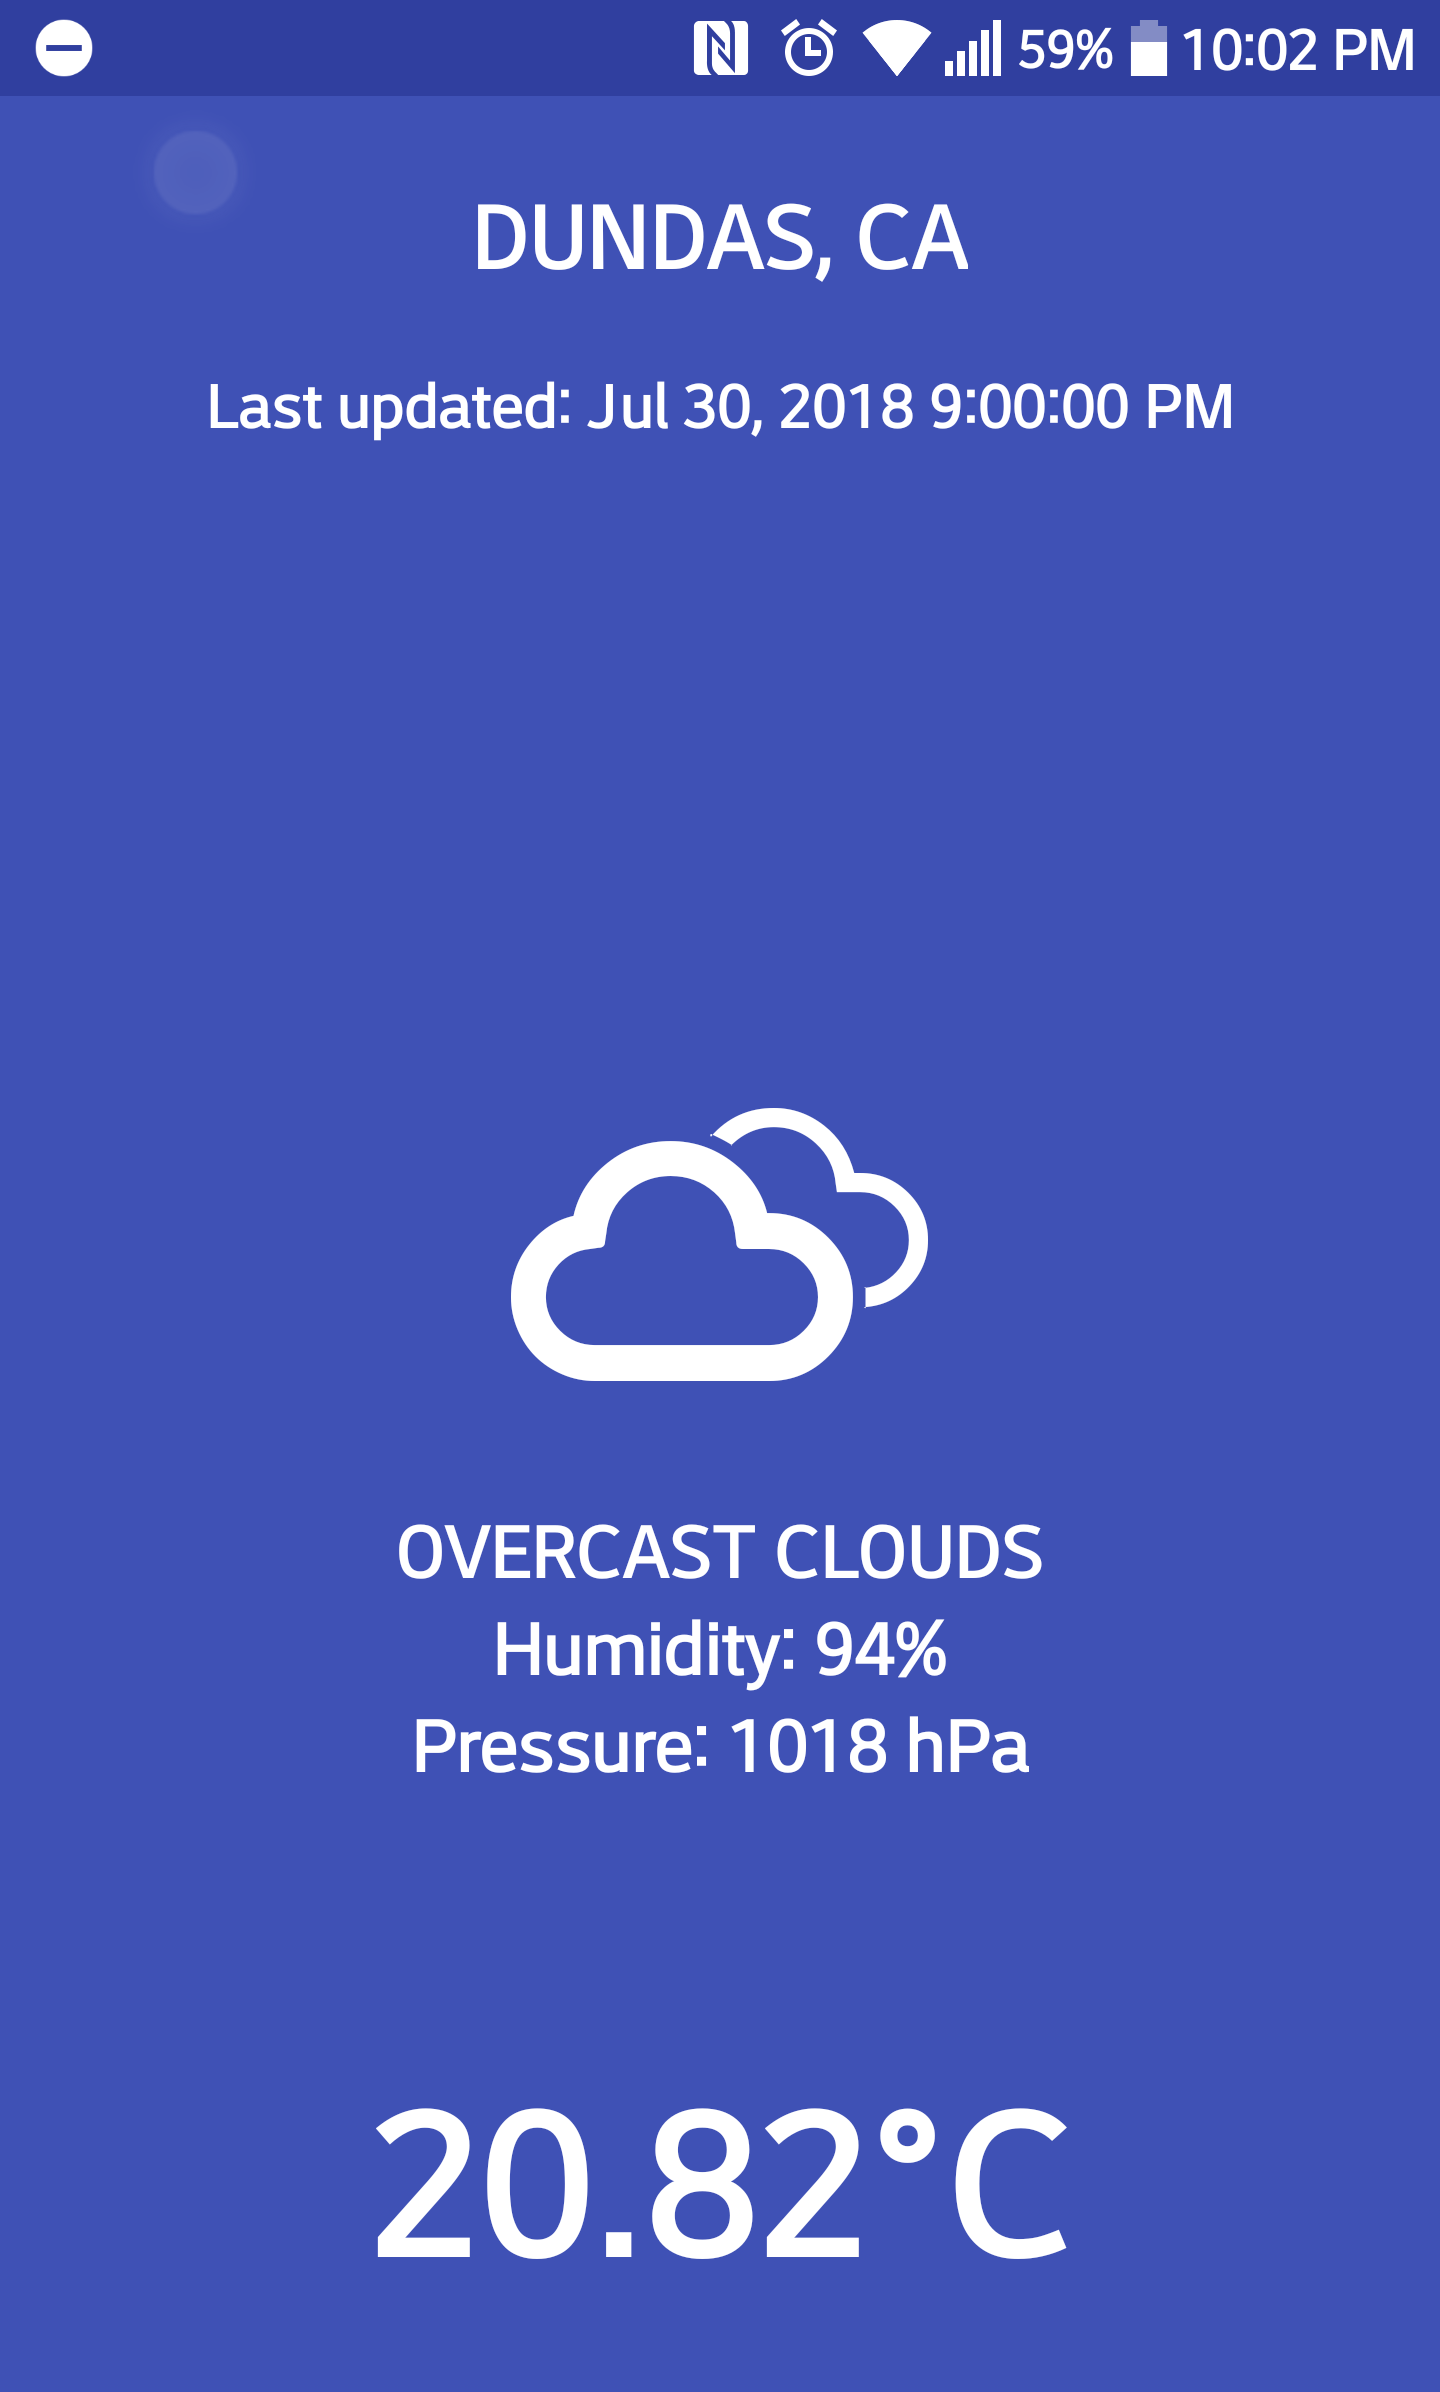 59% 10:02 PM
DUNDAS, CA
Last updated: Jul 30, 2018 9:00:00 PM
OVERCAST CLOUDS
Humidity: 94%
Pressure: 1018 hPa
20.82°C